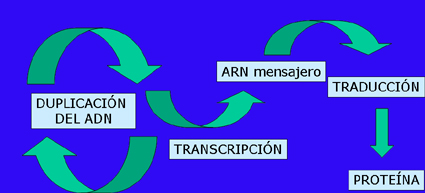 DUPLICACIÓN
DEL ADN
TRANSCRIPCIÓN
ARN mensajero
TRADUCCIÓN
PROTEÍNA